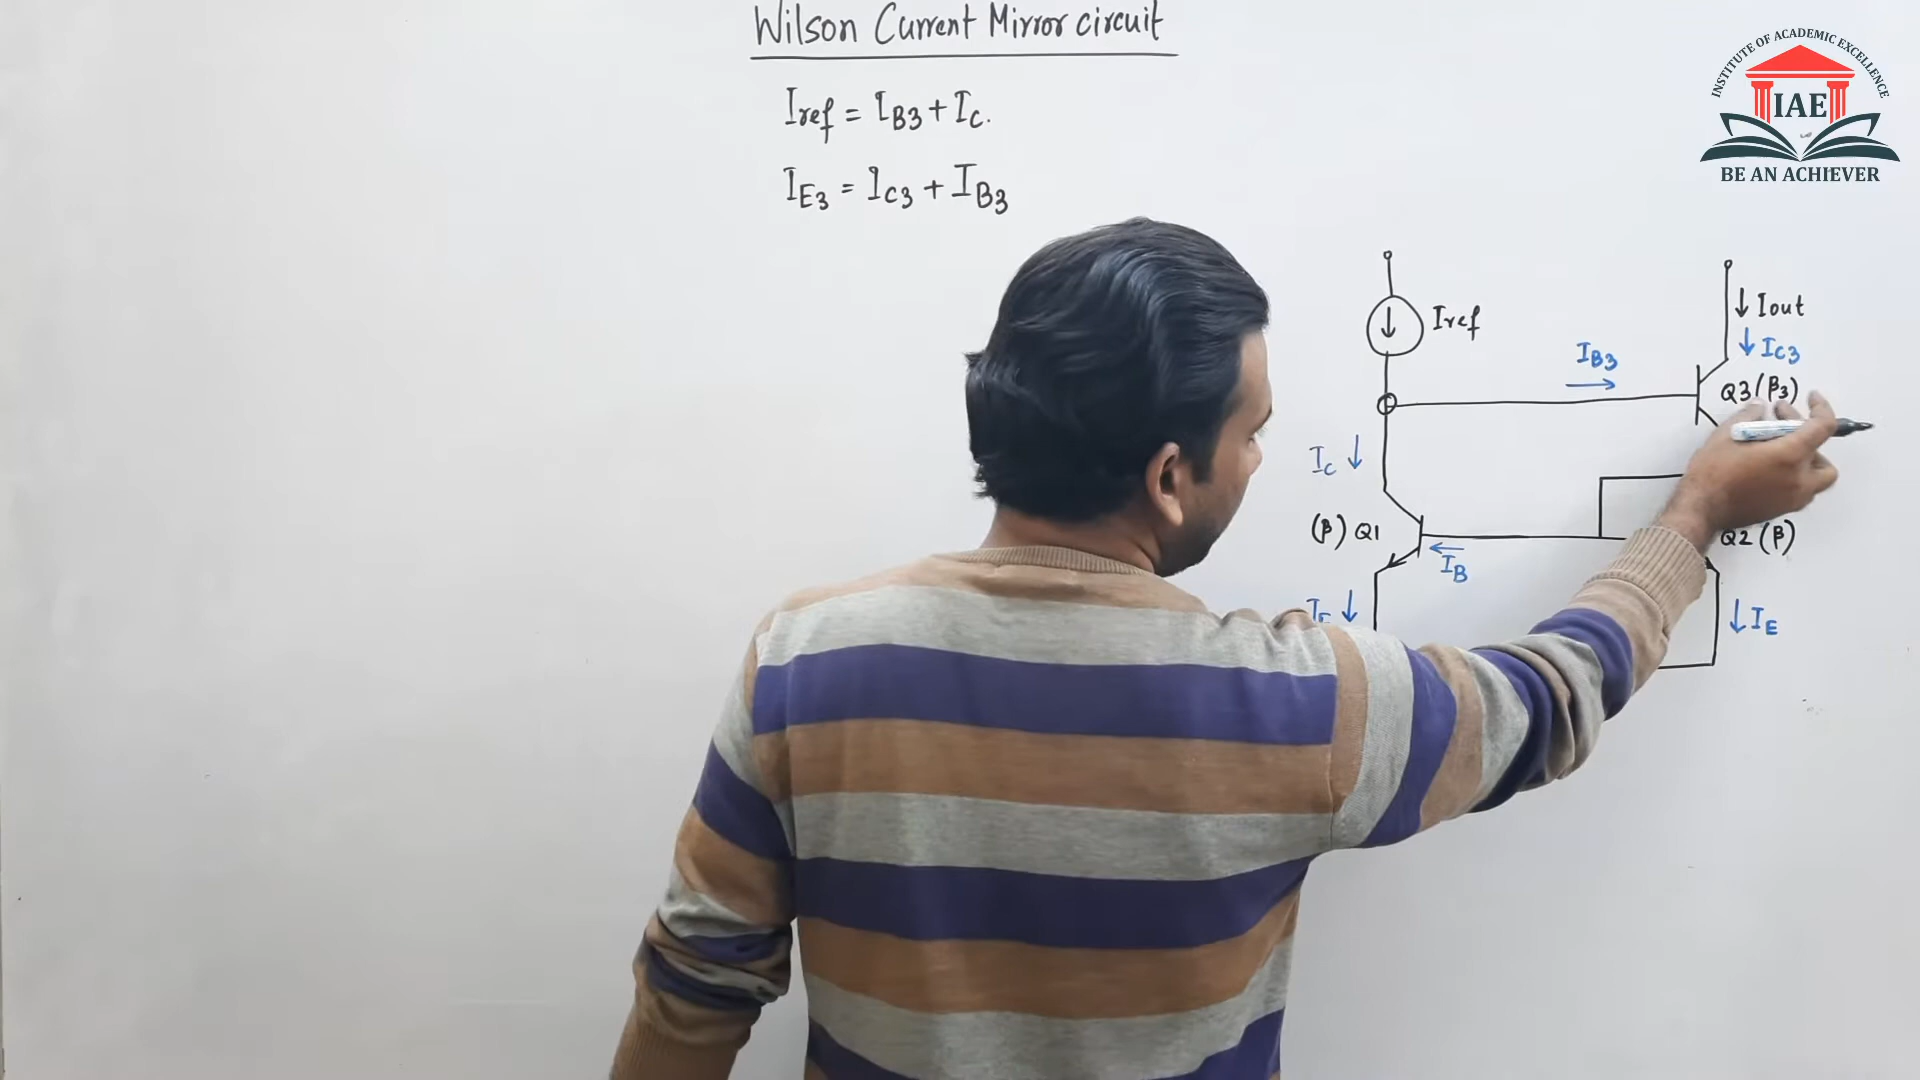 Wilson Current Mirror circuit
Iref = IB3 + IC.
IE3 = IC3 + IB3
INSTITUTE OF ACADEMIC EXCELLENCE
IAE
BE AN ACHIEVER
Iref
Iout
IB3
IC3
Q3(β3)
IC
(β) Q1
IB
Q2(β)
IE
IE